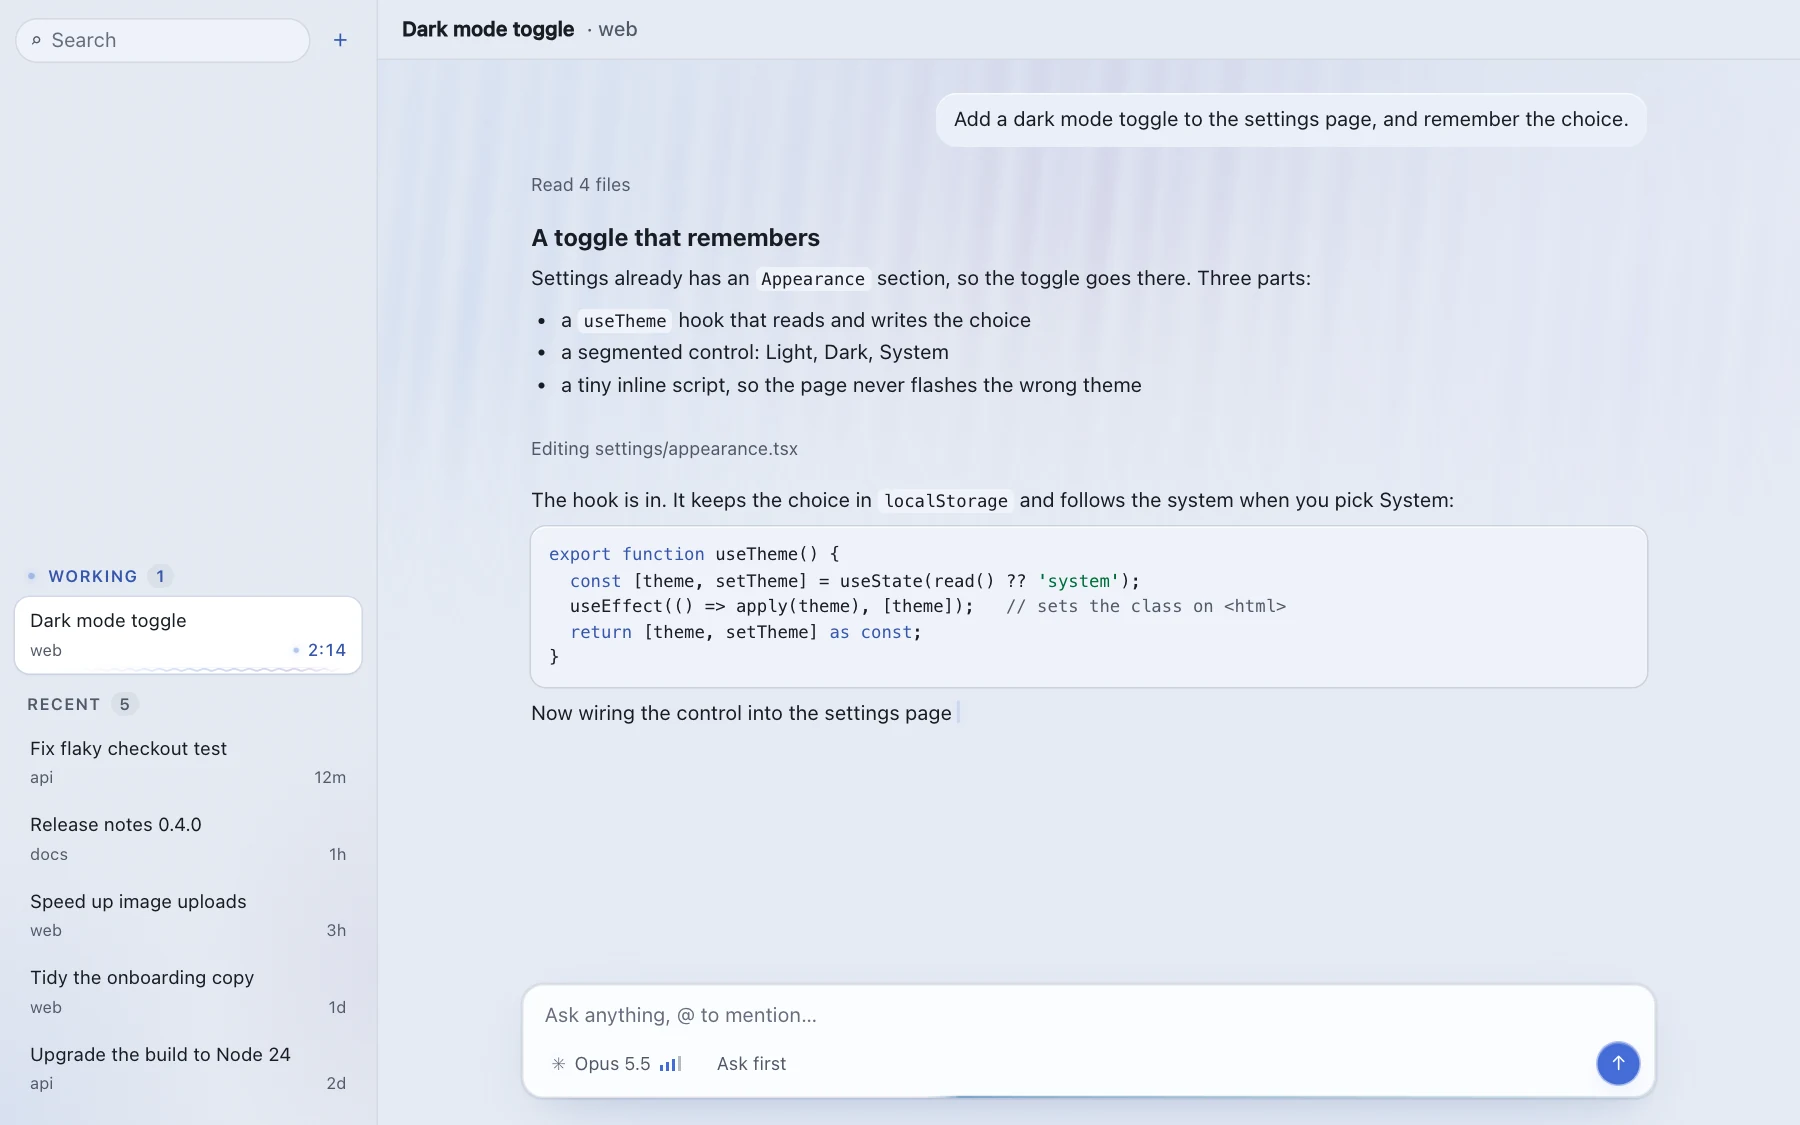 Search
+
WORKING 1
Dark mode toggle
web
2:14
RECENT 5
Fix flaky checkout test
api
12m
Release notes 0.4.0
docs
1h
Speed up image uploads
web
3h
Tidy the onboarding copy
web
1d
Upgrade the build to Node 24
api
2d
Dark mode toggle · web
Add a dark mode toggle to the settings page, and remember the choice.
Read 4 files
A toggle that remembers
Settings already has an Appearance section, so the toggle goes there. Three parts:
• a useTheme hook that reads and writes the choice
• a segmented control: Light, Dark, System
• a tiny inline script, so the page never flashes the wrong theme
Editing settings/appearance.tsx
The hook is in. It keeps the choice in localStorage and follows the system when you pick System:
export function useTheme() {
  const [theme, setTheme] = useState(read() ?? 'system');
  useEffect(() => apply(theme), [theme]);   // sets the class on <html>
  return [theme, setTheme] as const;
}
Now wiring the control into the settings page
Ask anything, @ to mention...
Opus 5.5
Ask first